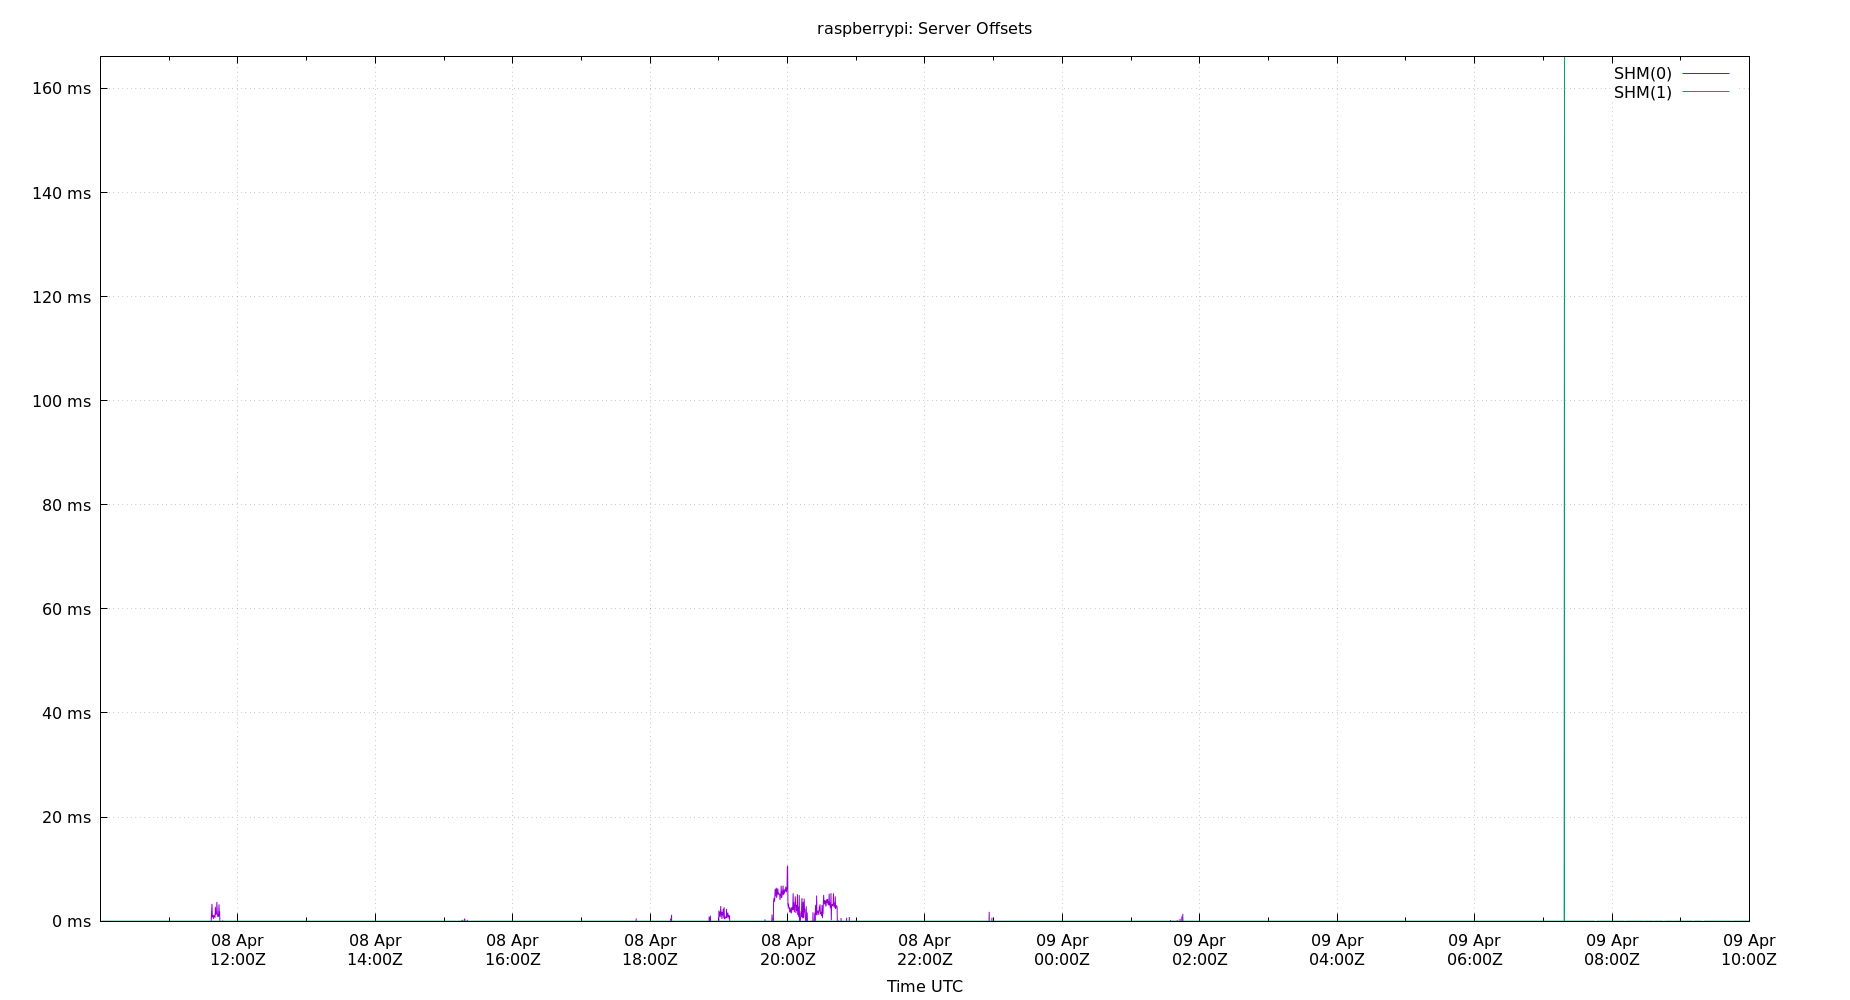 raspberrypi: Server Offsets
SHM(0)
SHM(1)
160 ms
140 ms
120 ms
100 ms
80 ms
60 ms
40 ms
20 ms
0 ms
08 Apr 08 Apr 08 Apr 08 Apr 08 Apr 08 Apr 09 Apr 09 Apr 09 Apr 09 Apr 09 Apr 09 Apr
12:00Z 14:00Z 16:00Z 18:00Z 20:00Z 22:00Z 00:00Z 02:00Z 04:00Z 06:00Z 08:00Z 10:00Z
Time UTC